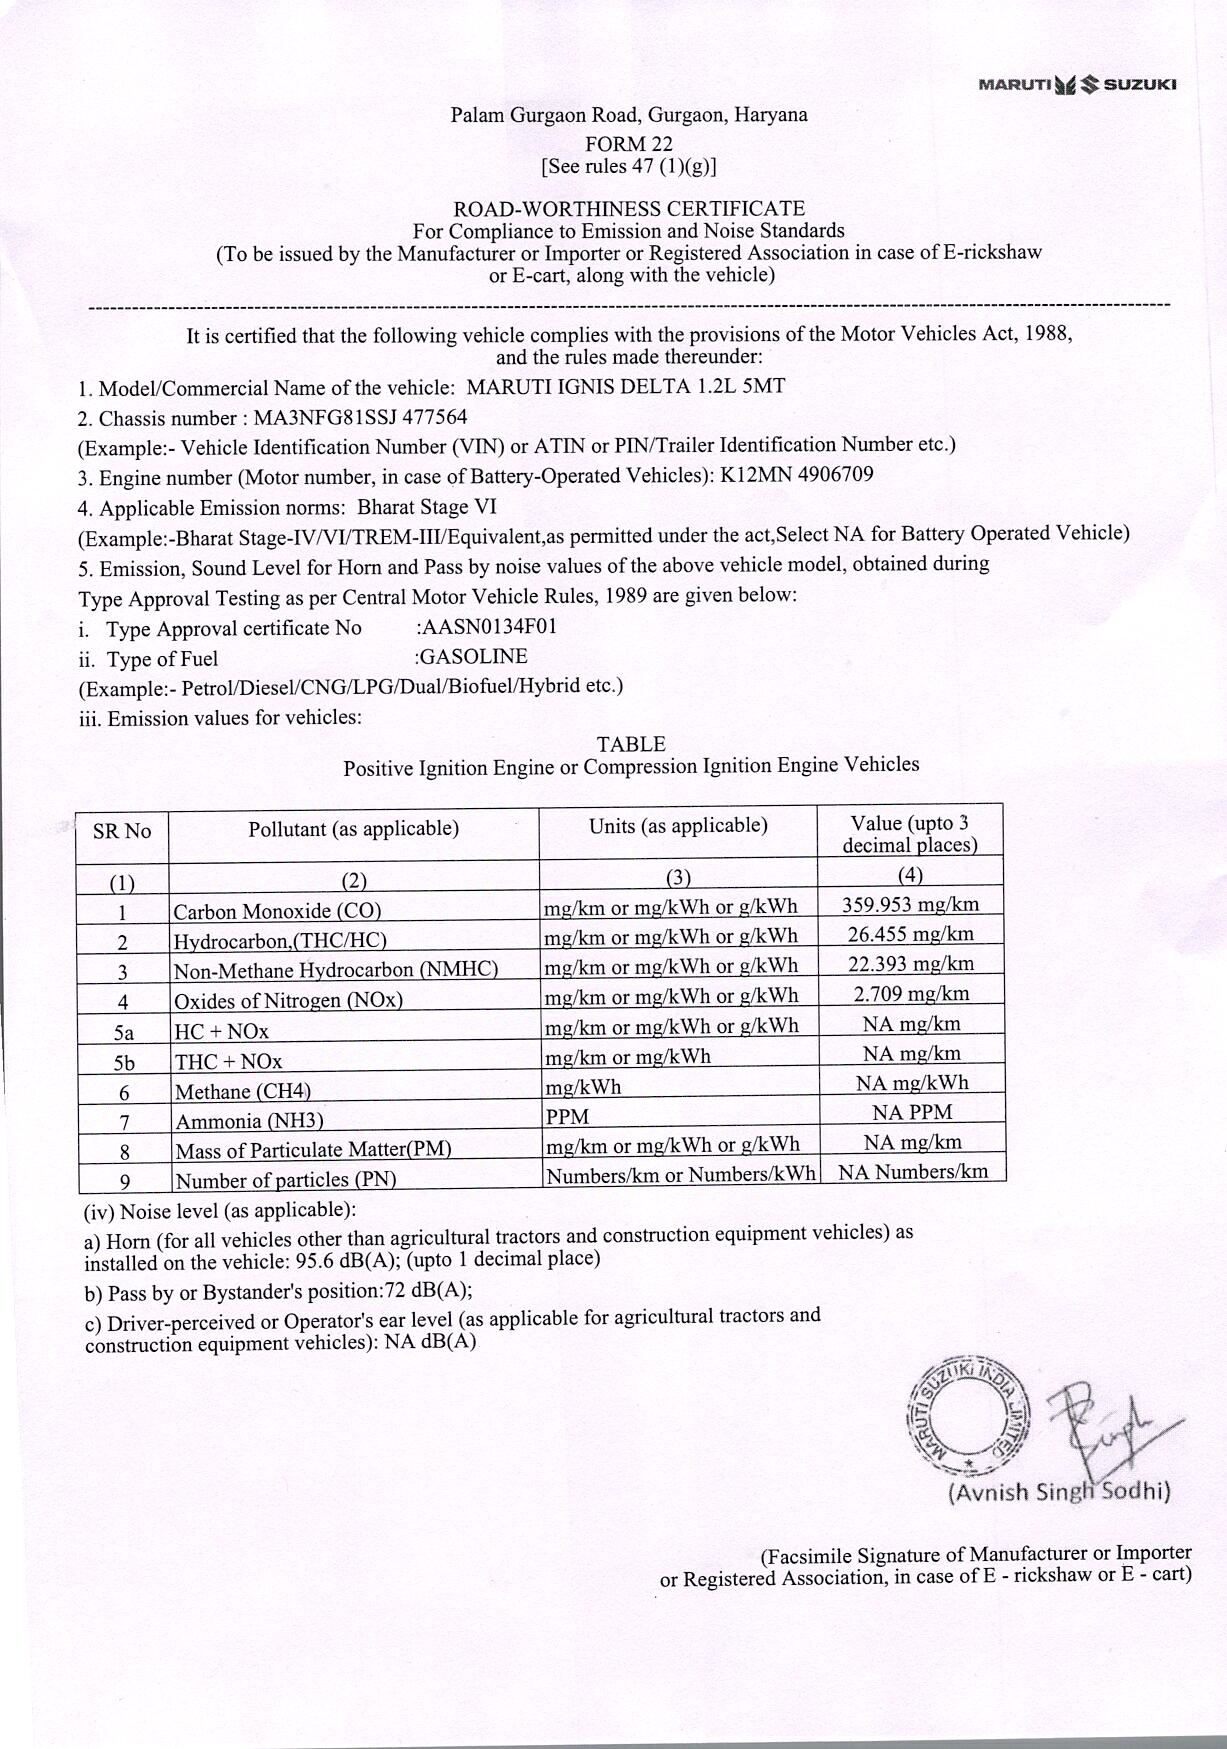 MARUTI SUZUKI
Palam Gurgaon Road, Gurgaon, Haryana
FORM 22
[See rules 47 (1)(g)]
ROAD-WORTHINESS CERTIFICATE
For Compliance to Emission and Noise Standards
(To be issued by the Manufacturer or Importer or Registered Association in case of E-rickshaw
or E-cart, along with the vehicle)
It is certified that the following vehicle complies with the provisions of the Motor Vehicles Act, 1988,
and the rules made thereunder:
1. Model/Commercial Name of the vehicle: MARUTI IGNIS DELTA 1.2L 5MT
2. Chassis number : MA3NFG81SSJ 477564
(Example:- Vehicle Identification Number (VIN) or ATIN or PIN/Trailer Identification Number etc.)
3. Engine number (Motor number, in case of Battery-Operated Vehicles): K12MN 4906709
4. Applicable Emission norms: Bharat Stage VI
(Example:-Bharat Stage-IV/VI/TREM-III/Equivalent,as permitted under the act,Select NA for Battery Operated Vehicle)
5. Emission, Sound Level for Horn and Pass by noise values of the above vehicle model, obtained during
Type Approval Testing as per Central Motor Vehicle Rules, 1989 are given below:
i. Type Approval certificate No :AASN0134F01
ii. Type of Fuel :GASOLINE
(Example:- Petrol/Diesel/CNG/LPG/Dual/Biofuel/Hybrid etc.)
iii. Emission values for vehicles:
TABLE
Positive Ignition Engine or Compression Ignition Engine Vehicles
SR No Pollutant (as applicable) Units (as applicable) Value (upto 3
decimal places)
(1) (2) (3) (4)
1 Carbon Monoxide (CO) mg/km or mg/kWh or g/kWh 359.953 mg/km
2 Hydrocarbon,(THC/HC) mg/km or mg/kWh or g/kWh 26.455 mg/km
3 Non-Methane Hydrocarbon (NMHC) mg/km or mg/kWh or g/kWh 22.393 mg/km
4 Oxides of Nitrogen (NOx) mg/km or mg/kWh or g/kWh 2.709 mg/km
5a HC + NOx mg/km or mg/kWh or g/kWh NA mg/km
5b THC + NOx mg/km or mg/kWh NA mg/km
6 Methane (CH4) mg/kWh NA mg/kWh
7 Ammonia (NH3) PPM NA PPM
8 Mass of Particulate Matter(PM) mg/km or mg/kWh or g/kWh NA mg/km
9 Number of particles (PN) Numbers/km or Numbers/kWh NA Numbers/km
(iv) Noise level (as applicable):
a) Horn (for all vehicles other than agricultural tractors and construction equipment vehicles) as
installed on the vehicle: 95.6 dB(A); (upto 1 decimal place)
b) Pass by or Bystander's position:72 dB(A);
c) Driver-perceived or Operator's ear level (as applicable for agricultural tractors and
construction equipment vehicles): NA dB(A)
MARUTI SUZUKI INDIA LIMITED
Singh
(Avnish Singh Sodhi)
(Facsimile Signature of Manufacturer or Importer
or Registered Association, in case of E - rickshaw or E - cart)